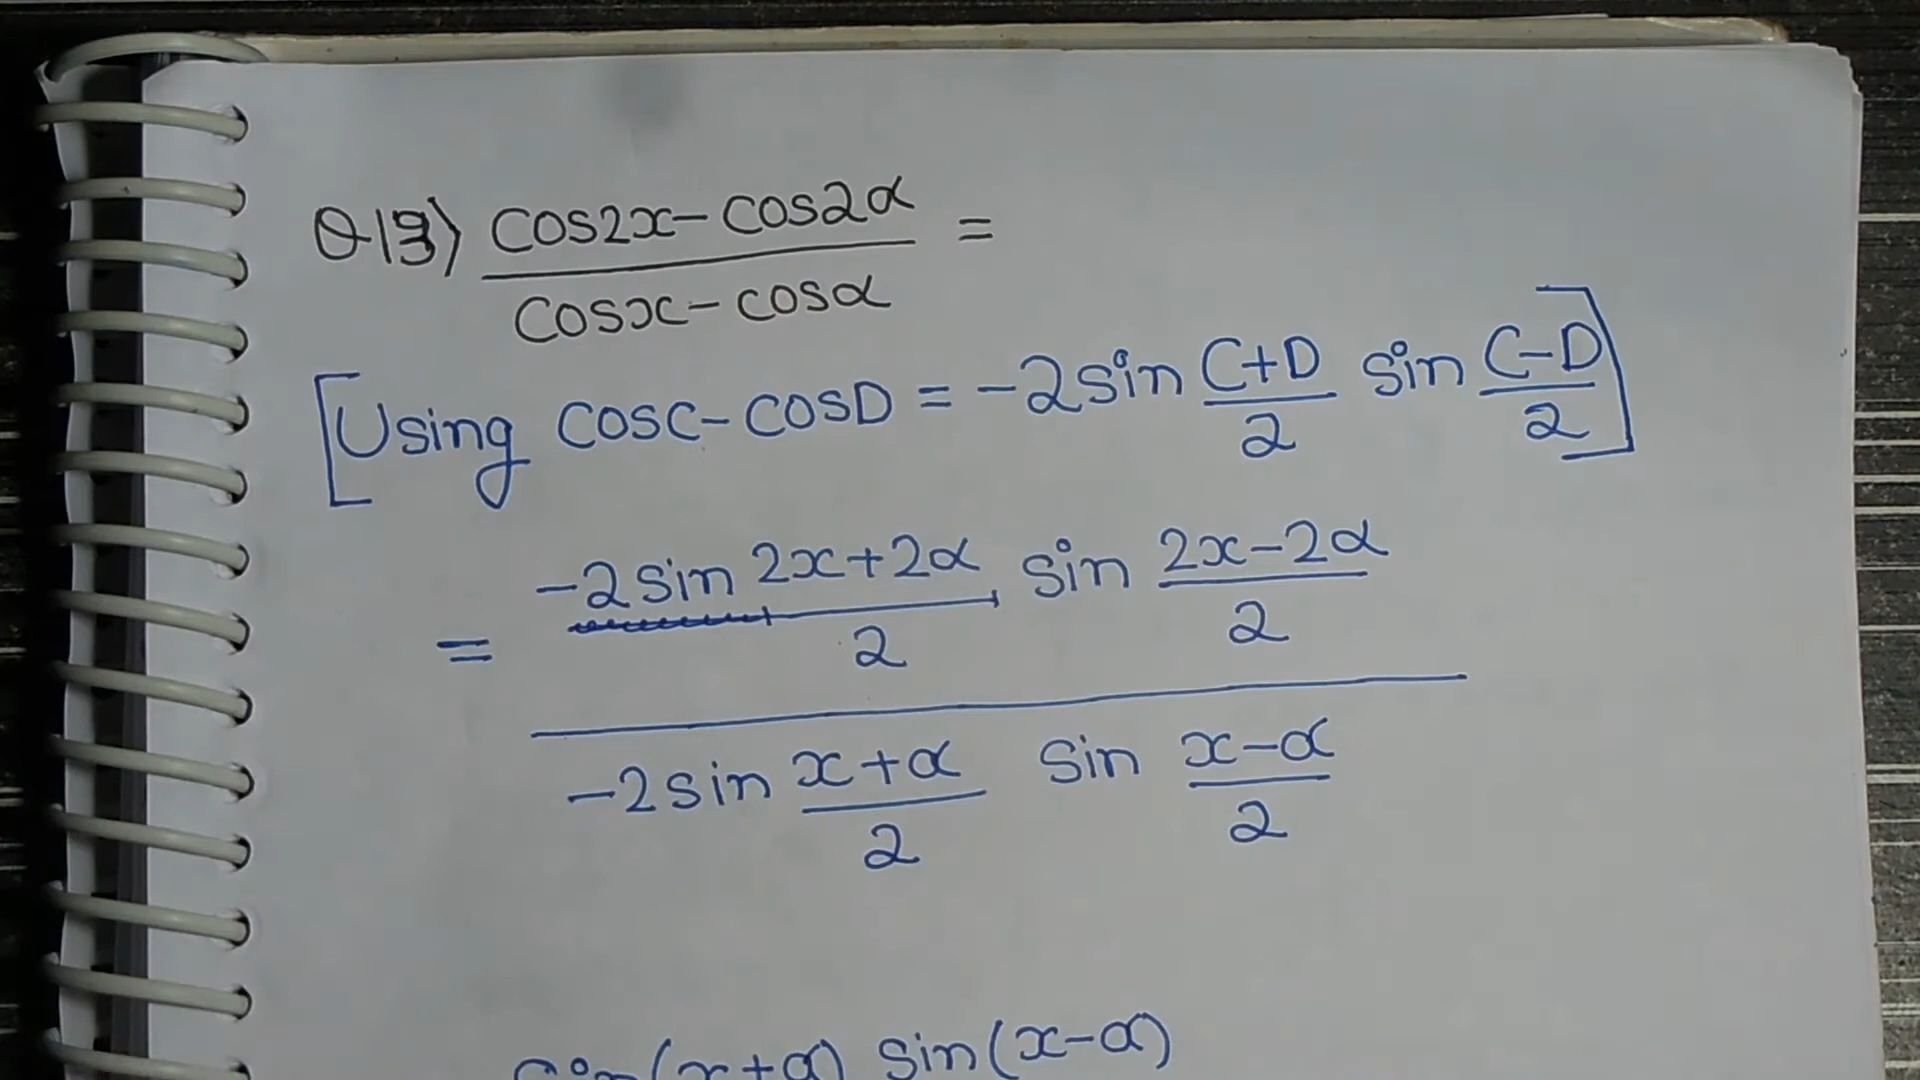 Q13) cos2x-cos2α / cosx-cosα =
[Using cosC-cosD = -2sin C+D/2 sin C-D/2]
= -2sin 2x+2α/2 sin 2x-2α/2
-2sin x+α/2 sin x-α/2
sin(x+α) sin(x-α)